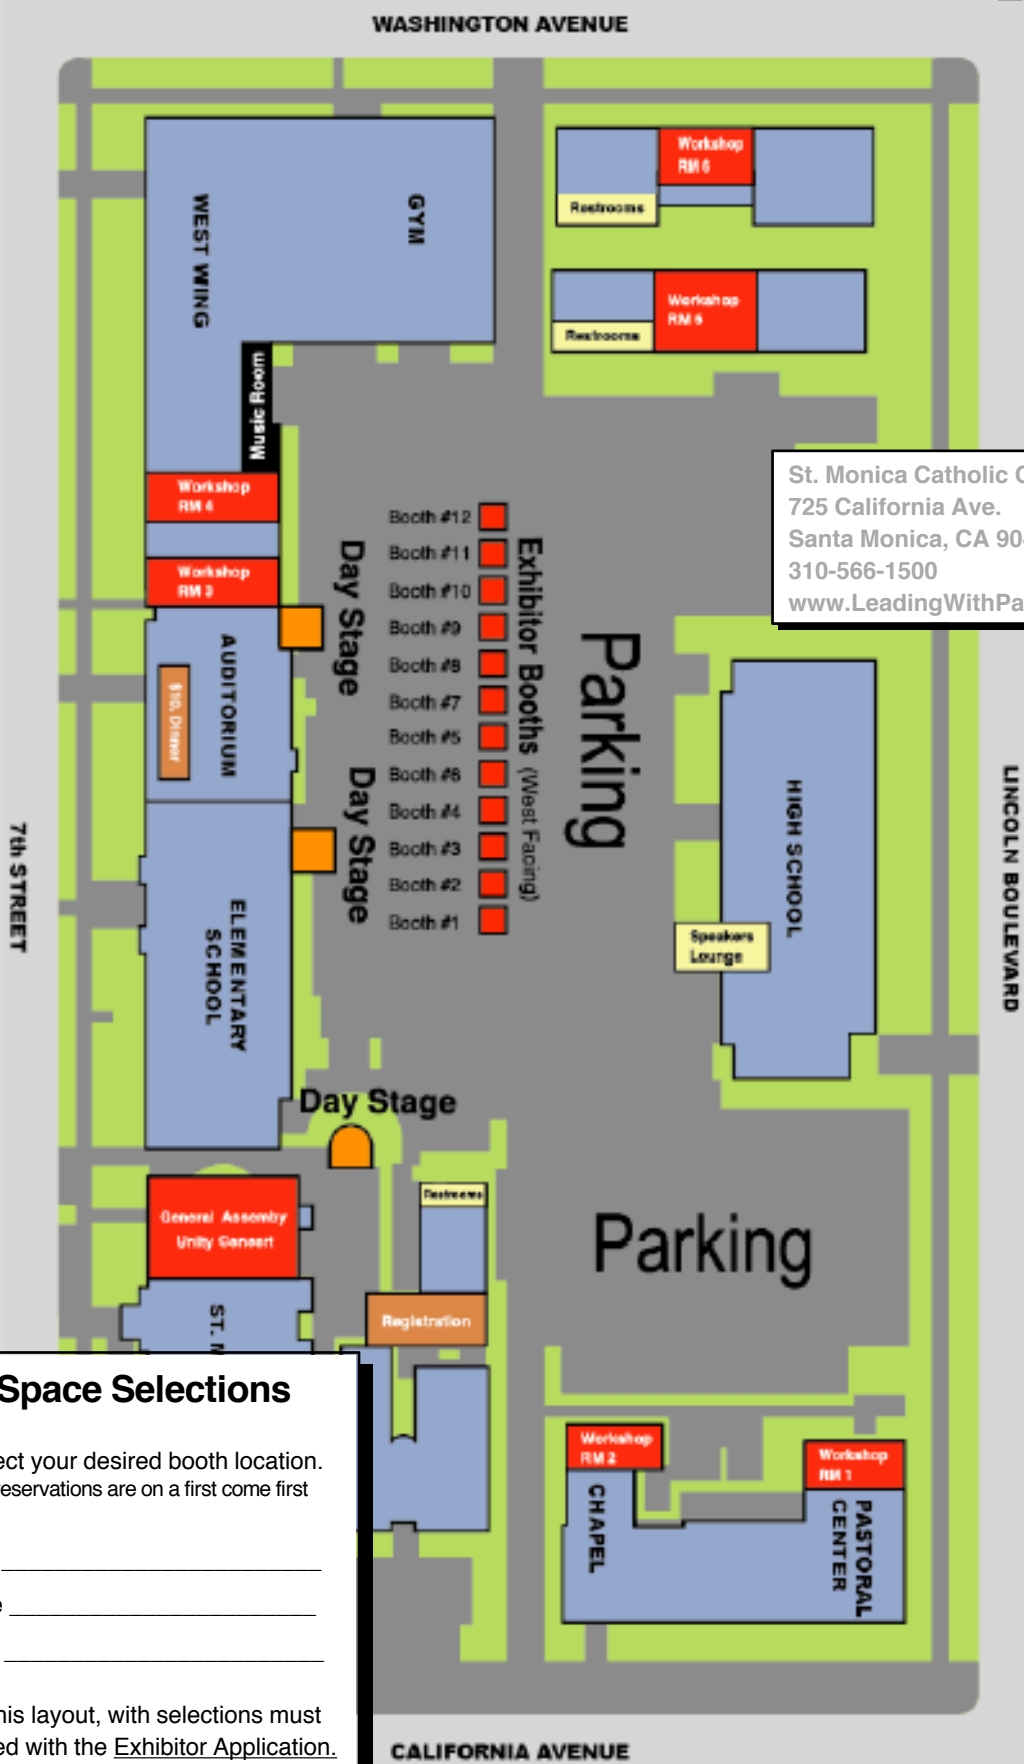 WASHINGTON AVENUE
Workshop
RM 6
Restrooms
WEST WING
GYM
Workshop
RM 5
Restrooms
Music Room
Workshop
RM 4
St. Monica Catholic
725 California Ave.
Santa Monica, CA 90
310-566-1500
www.LeadingWithPa
Booth #12
Booth #11
Booth #10
Booth #9
Booth #8
Booth #7
Booth #5
Booth #6
Booth #4
Booth #3
Booth #2
Booth #1
Exhibitor Booths (West Facing)
Day Stage
Day Stage
Workshop
RM 3
AUDITORIUM
$10. Dinner
Parking
HIGH SCHOOL
LINCOLN BOULEVARD
7th STREET
ELEMENTARY
SCHOOL
Speakers
Lounge
Day Stage
Restrooms
General Assemby
Unity Concert
Parking
Registration
ST.
Space Selections
ect your desired booth location.
reservations are on a first come first
Workshop
RM 2
Workshop
RM 1
CHAPEL
PASTORAL
CENTER
his layout, with selections must
ed with the Exhibitor Application.
CALIFORNIA AVENUE